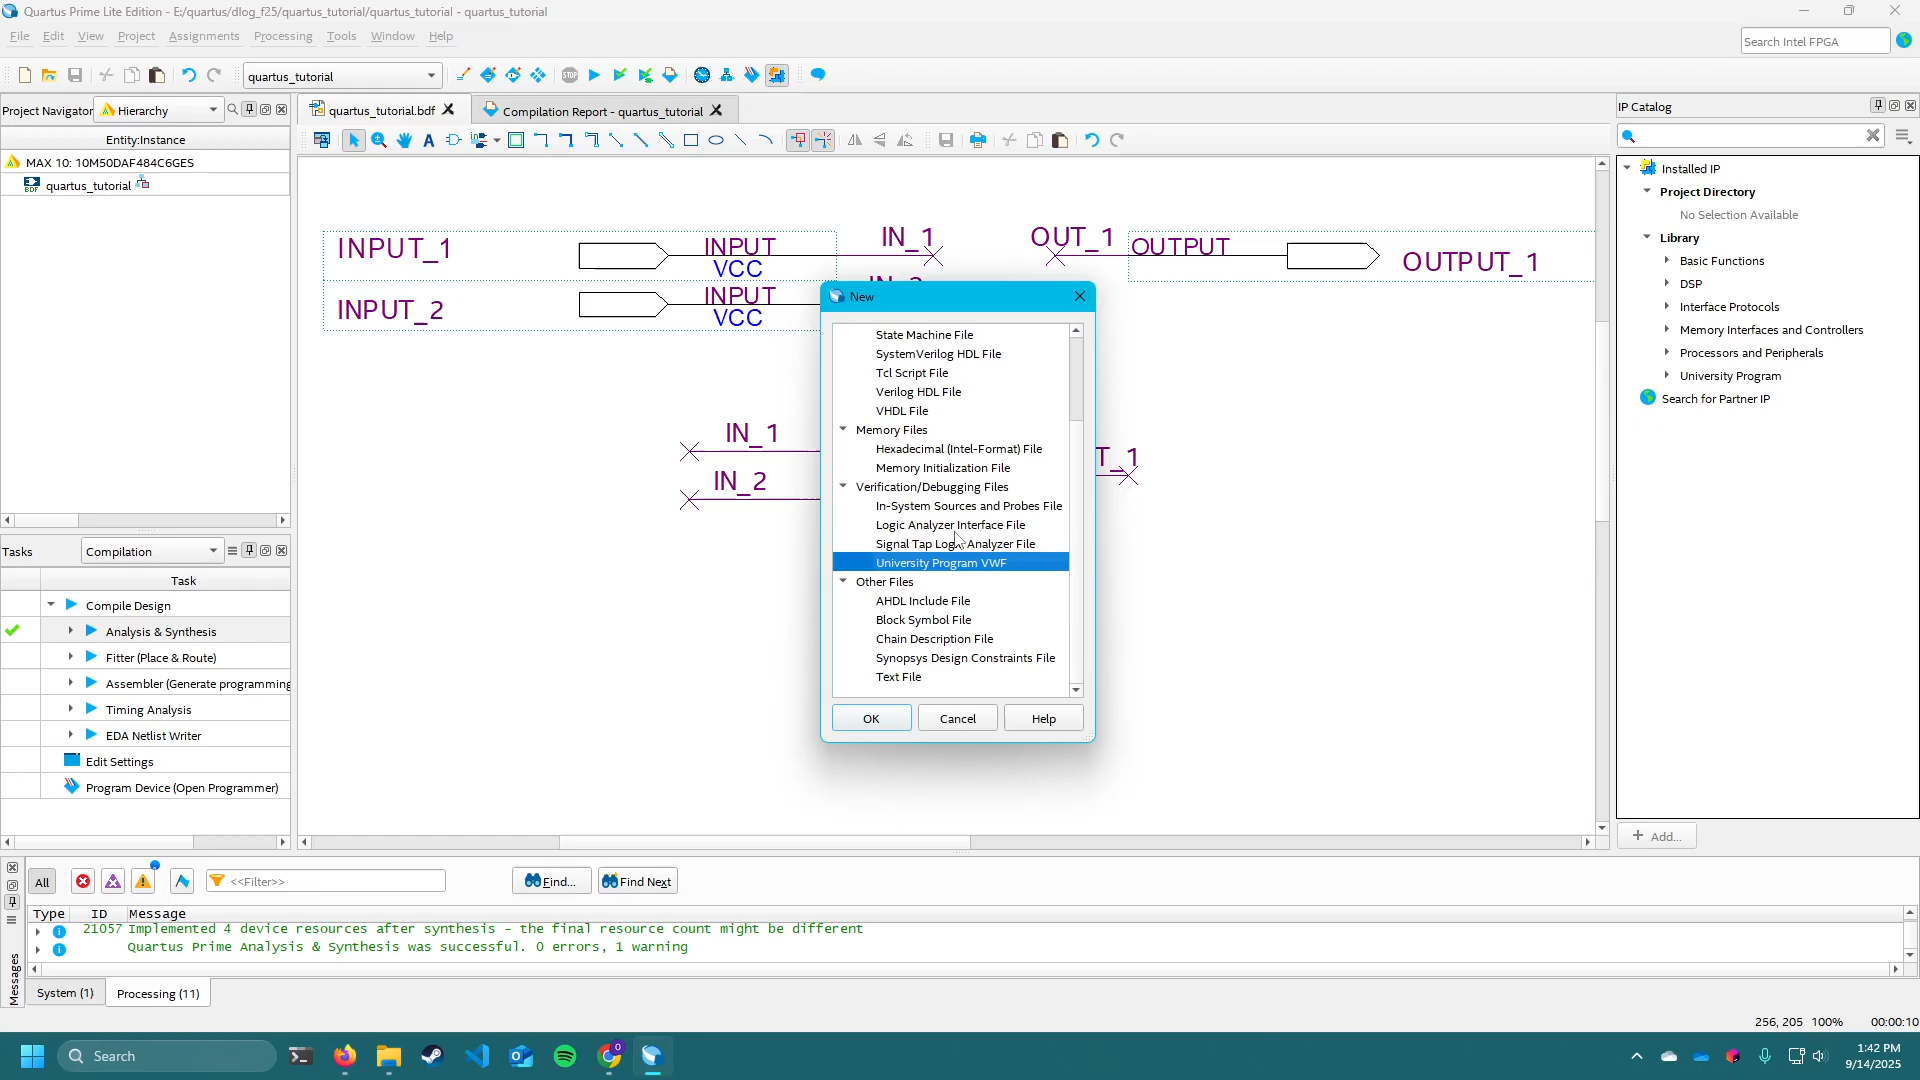 Quartus Prime Lite Edition - E:/quartus/dlog_f25/quartus_tutorial/quartus_tutorial - quartus_tutorial
File Edit View Project Assignments Processing Tools Window Help
Search Intel FPGA
quartus_tutorial
STOP
Project Navigator Hierarchy
quartus_tutorial.bdf
Compilation Report - quartus_tutorial
IP Catalog
Entity:Instance
MAX 10: 10M50DAF484C6GES
BDF quartus_tutorial
Installed IP
Project Directory
No Selection Available
Library
Basic Functions
DSP
Interface Protocols
Memory Interfaces and Controllers
Processors and Peripherals
University Program
Search for Partner IP
Add...
INPUT_1 INPUT VCC IN_1
OUT_1 OUTPUT OUTPUT_1
INPUT_2 INPUT VCC
IN_1
IN_2
T_1
New
State Machine File
SystemVerilog HDL File
Tcl Script File
Verilog HDL File
VHDL File
Memory Files
Hexadecimal (Intel-Format) File
Memory Initialization File
Verification/Debugging Files
In-System Sources and Probes File
Logic Analyzer Interface File
Signal Tap Logic Analyzer File
University Program VWF
Other Files
AHDL Include File
Block Symbol File
Chain Description File
Synopsys Design Constraints File
Text File
OK Cancel Help
Tasks Compilation
Task
Compile Design
Analysis & Synthesis
Fitter (Place & Route)
Assembler (Generate programming
Timing Analysis
EDA Netlist Writer
Edit Settings
Program Device (Open Programmer)
All <<Filter>> Find... Find Next
Type ID Message
21057 Implemented 4 device resources after synthesis - the final resource count might be different
Quartus Prime Analysis & Synthesis was successful. 0 errors, 1 warning
Messages
System (1) Processing (11)
256, 205 100% 00:00:10
Search
1:42 PM
9/14/2025